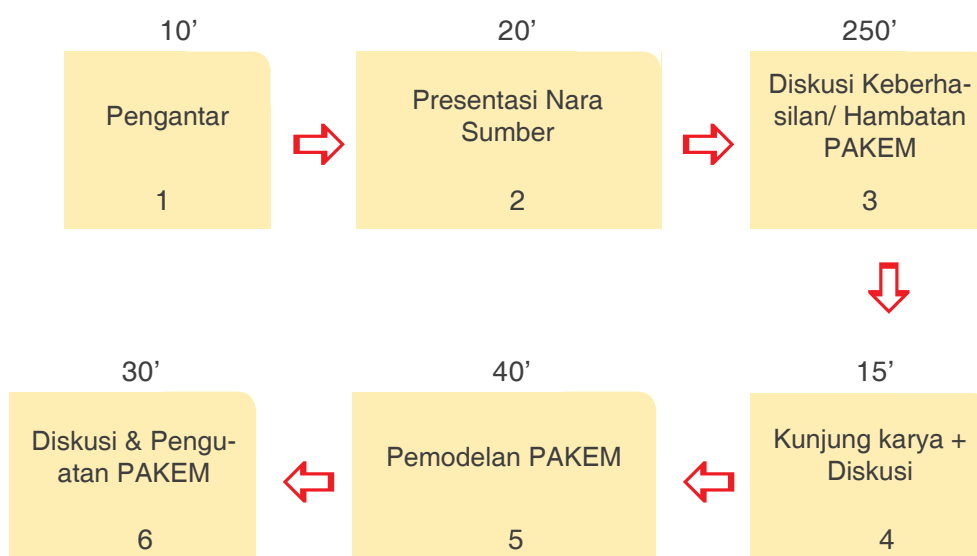 10’
Pengantar
1
20’
Presentasi Nara
Sumber
2
250’
Diskusi Keberha-
silan/ Hambatan
PAKEM
3
15’
Kunjung karya +
Diskusi
4
40’
Pemodelan PAKEM
5
30’
Diskusi & Pengu-
atan PAKEM
6